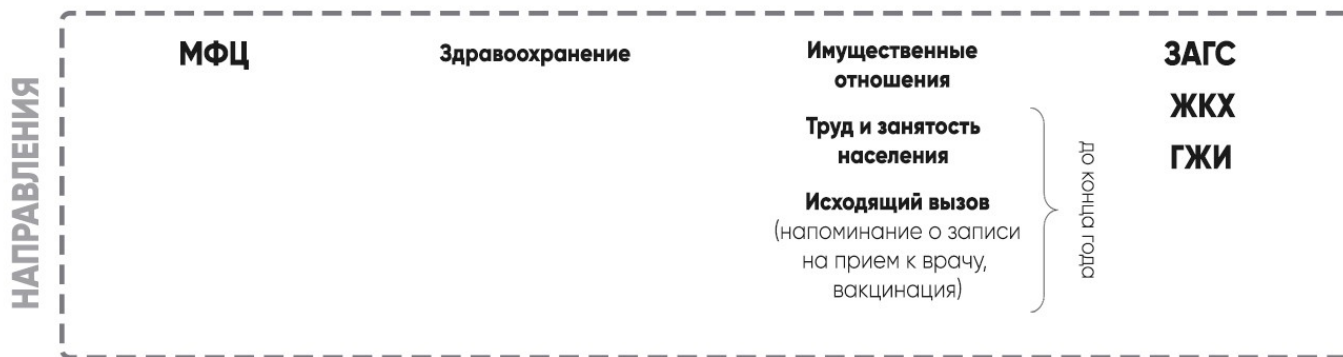 НАПРАВЛЕНИЯ
МФЦ
Здравоохранение
Имущественные
отношения
Труд и занятость
населения
Исходящий вызов
(напоминание о записи
на прием к врачу,
вакцинация)
до конца года
ЗАГС
ЖКХ
ГЖИ